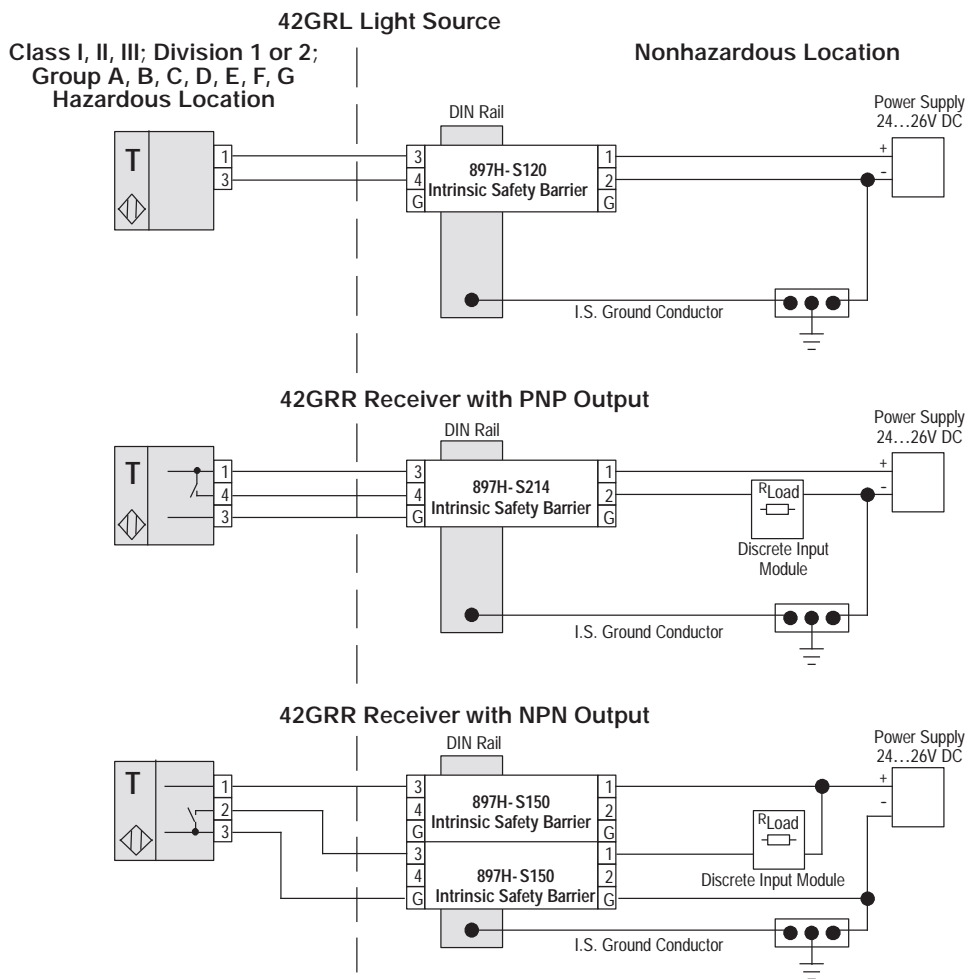 42GRL Light Source
Class I, II, III; Division 1 or 2;
Group A, B, C, D, E, F, G
Hazardous Location
Nonhazardous Location
DIN Rail
Power Supply
24…26V DC
T
1
3
3
4
G
897H-S120
Intrinsic Safety Barrier
1
2
G
+
-
I.S. Ground Conductor
42GRR Receiver with PNP Output
DIN Rail
Power Supply
24…26V DC
T
1
4
3
3
4
G
897H-S214
Intrinsic Safety Barrier
1
2
G
+
-
RLoad
Discrete Input
Module
I.S. Ground Conductor
42GRR Receiver with NPN Output
DIN Rail
Power Supply
24…26V DC
T
1
2
3
3
4
G
897H-S150
Intrinsic Safety Barrier
1
2
G
3
4
G
897H-S150
Intrinsic Safety Barrier
1
2
G
+
-
RLoad
Discrete Input Module
I.S. Ground Conductor